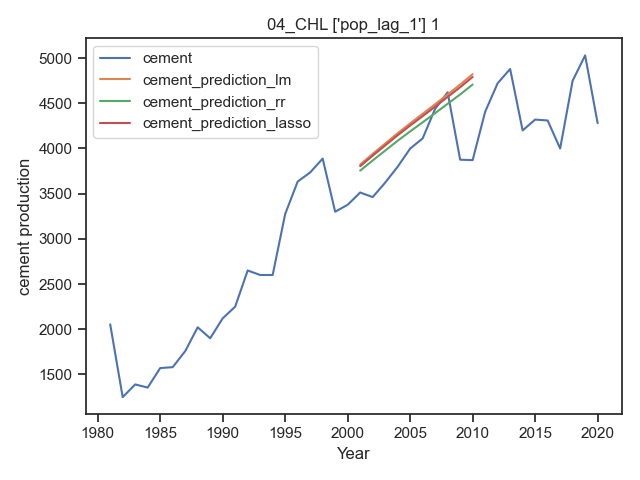 04_CHL ['pop_lag_1'] 1
cement
cement_prediction_lm
cement_prediction_rr
cement_prediction_lasso
cement production
5000
4500
4000
3500
3000
2500
2000
1500
1980 1985 1990 1995 2000 2005 2010 2015 2020
Year